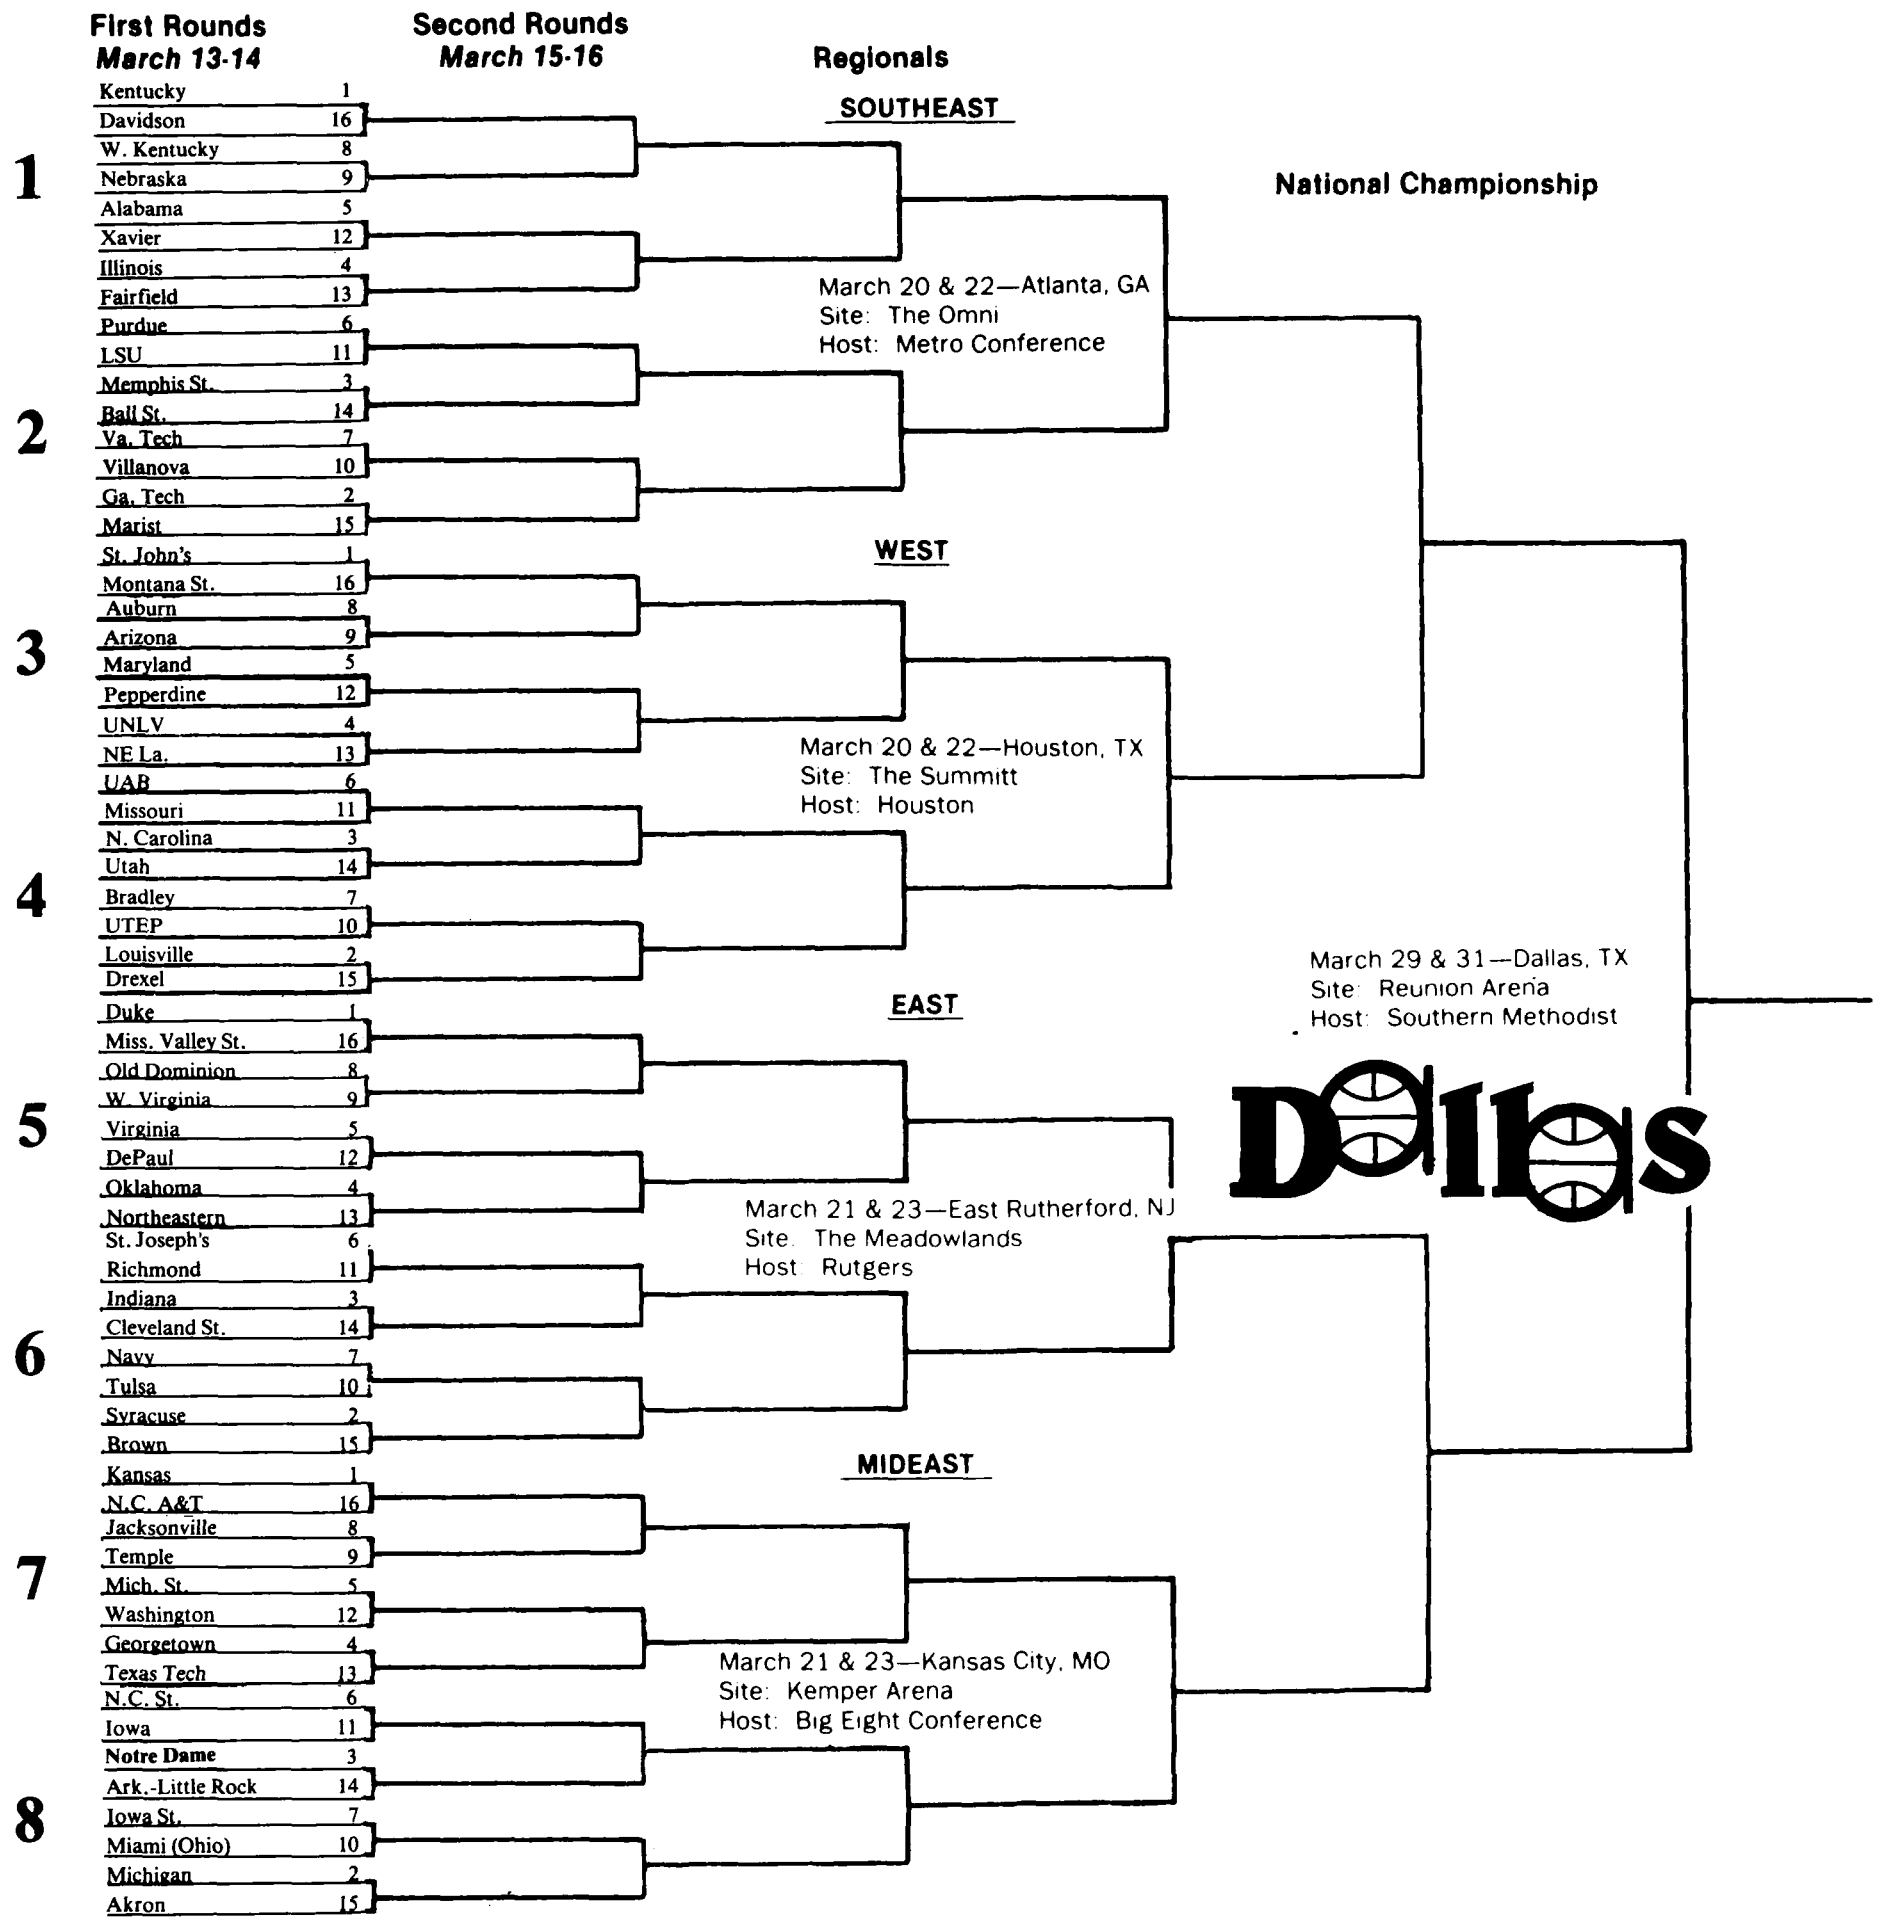 First Rounds
March 13-14
Second Rounds
March 15-16
Regionals
SOUTHEAST
National Championship
1
Kentucky 1
Davidson 16
W. Kentucky 8
Nebraska 9
Alabama 5
Xavier 12
Illinois 4
Fairfield 13
March 20 & 22—Atlanta, GA
Site: The Omni
Host: Metro Conference
2
Purdue 6
LSU 11
Memphis St. 3
Ball St. 14
Va. Tech 7
Villanova 10
Ga. Tech 2
Marist 15
WEST
3
St. John's 1
Montana St. 16
Auburn 8
Arizona 9
Maryland 5
Pepperdine 12
UNLV 4
NE La. 13
March 20 & 22—Houston, TX
Site: The Summitt
Host: Houston
4
UAB 6
Missouri 11
N. Carolina 3
Utah 14
Bradley 7
UTEP 10
Louisville 2
Drexel 15
March 29 & 31—Dallas, TX
Site: Reunion Arena
Host: Southern Methodist
Dallas
EAST
5
Duke 1
Miss. Valley St. 16
Old Dominion 8
W. Virginia 9
Virginia 5
DePaul 12
Oklahoma 4
Northeastern 13
March 21 & 23—East Rutherford, NJ
Site. The Meadowlands
Host: Rutgers
6
St. Joseph's 6
Richmond 11
Indiana 3
Cleveland St. 14
Navy 7
Tulsa 10
Syracuse 2
Brown 15
MIDEAST
7
Kansas 1
N.C. A&T 16
Jacksonville 8
Temple 9
Mich. St. 5
Washington 12
Georgetown 4
Texas Tech 13
March 21 & 23—Kansas City, MO
Site: Kemper Arena
Host: Big Eight Conference
8
N.C. St. 6
Iowa 11
Notre Dame 3
Ark.-Little Rock 14
Iowa St. 7
Miami (Ohio) 10
Michigan 2
Akron 15